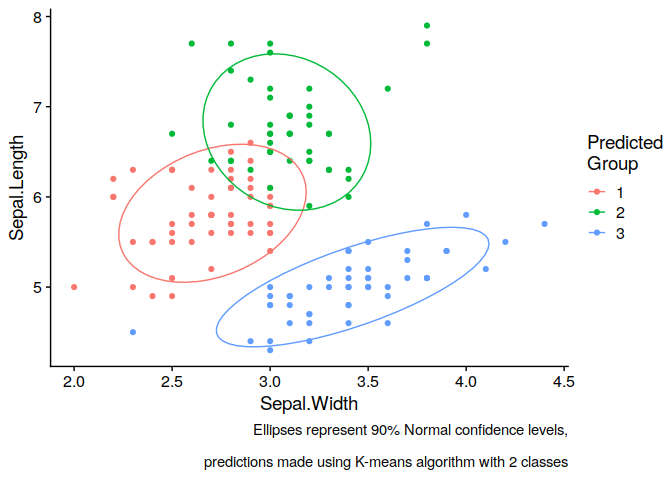 8
7
6
5
Sepal.Length
2.0 2.5 3.0 3.5 4.0 4.5
Sepal.Width
Predicted
Group
1
2
3
Ellipses represent 90% Normal confidence levels,
predictions made using K-means algorithm with 2 classes